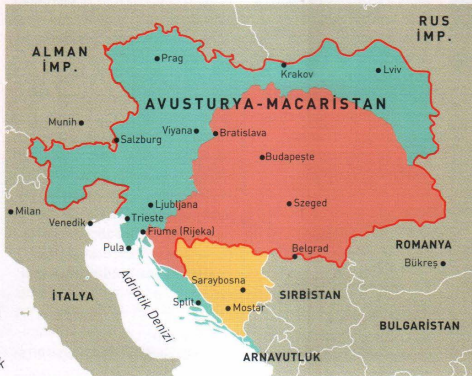 RUS
İMP.
ALMAN
İMP.
Prag
Krakov
Lviv
AVUSTURYA-MACARİSTAN
Munih
Salzburg
Viyana
Bratislava
Budapeşte
Milan
Venedik
Ljubljana
Trieste
Fiume (Rijeka)
Szeged
Pula
Belgrad
ROMANYA
Bükreş
Adriatik Denizi
Saraybosna
İTALYA
Split
Mostar
SIRBİSTAN
BULGARİSTAN
ARNAVUTLUK